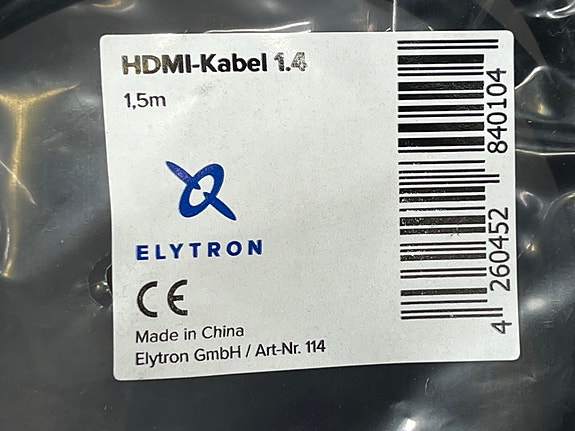 HDMI-Kabel 1.4
1,5m
ELYTRON
CE
Made in China
Elytron GmbH / Art-Nr. 114
4 260452 840104